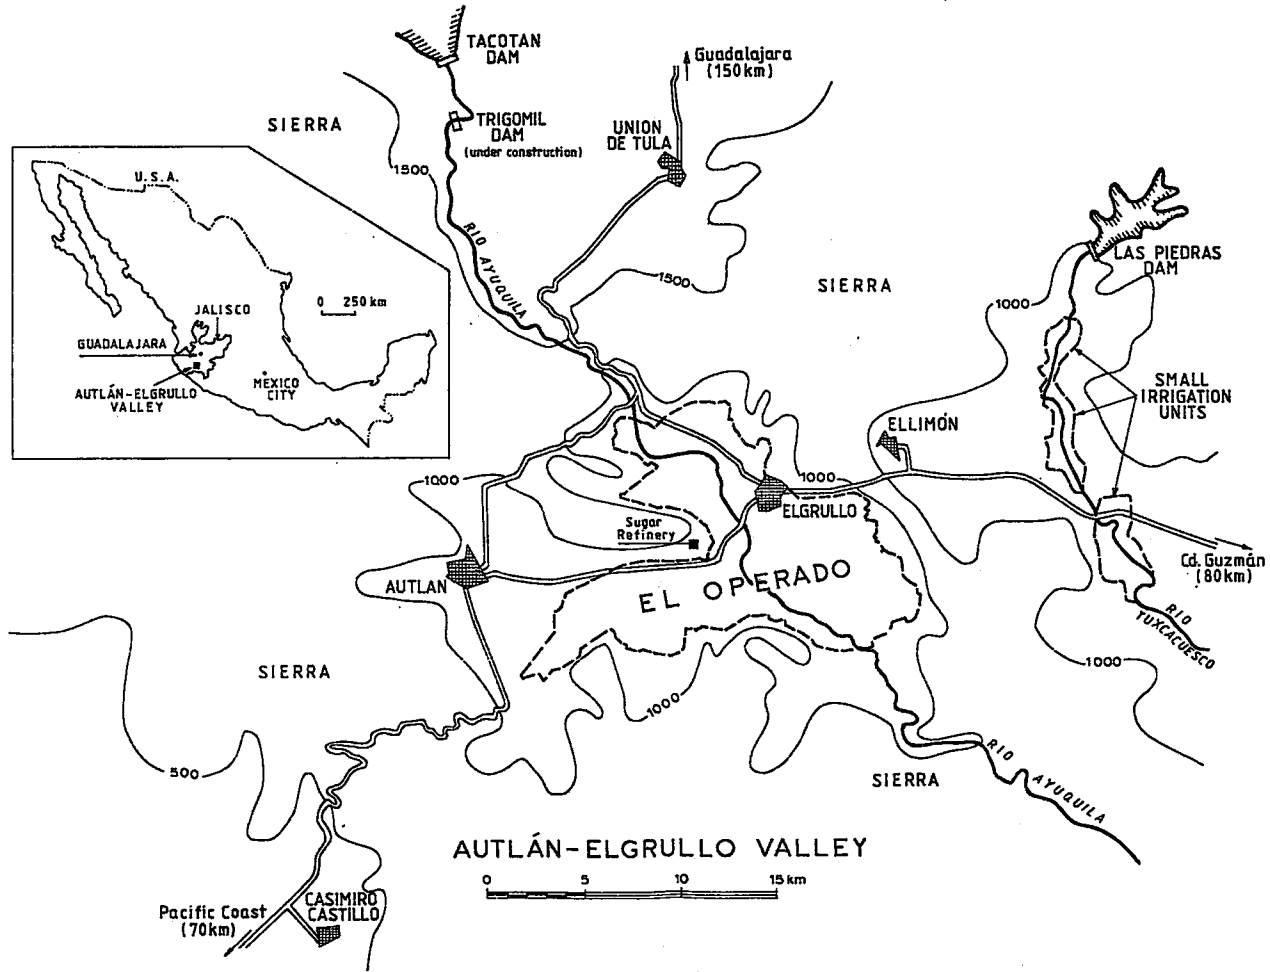 TACOTAN
DAM
Guadalajara
(150km)
SIERRA
TRIGOMIL
DAM
(under construction)
UNION
DE TULA
1500
U.S.A.
RIO AYUQUILA
LAS PIEDRAS
DAM
1500
SIERRA
1000
0 250 km
JALISCO
GUADALAJARA
MÉXICO
CITY
AUTLÁN-ELGRULLO
VALLEY
SMALL
IRRIGATION
UNITS
ELLIMÓN
1000
1000
ELGRULLO
Sugar
Refinery
Cd. Guzmán
(80km)
AUTLAN
EL OPERADO
RIO
TUXCACUESCO
SIERRA
1000
1000
500
RIO AYUQUILA
SIERRA
AUTLÁN-ELGRULLO VALLEY
0 5 10 15 km
CASIMIRO
CASTILLO
Pacific Coast
(70km)